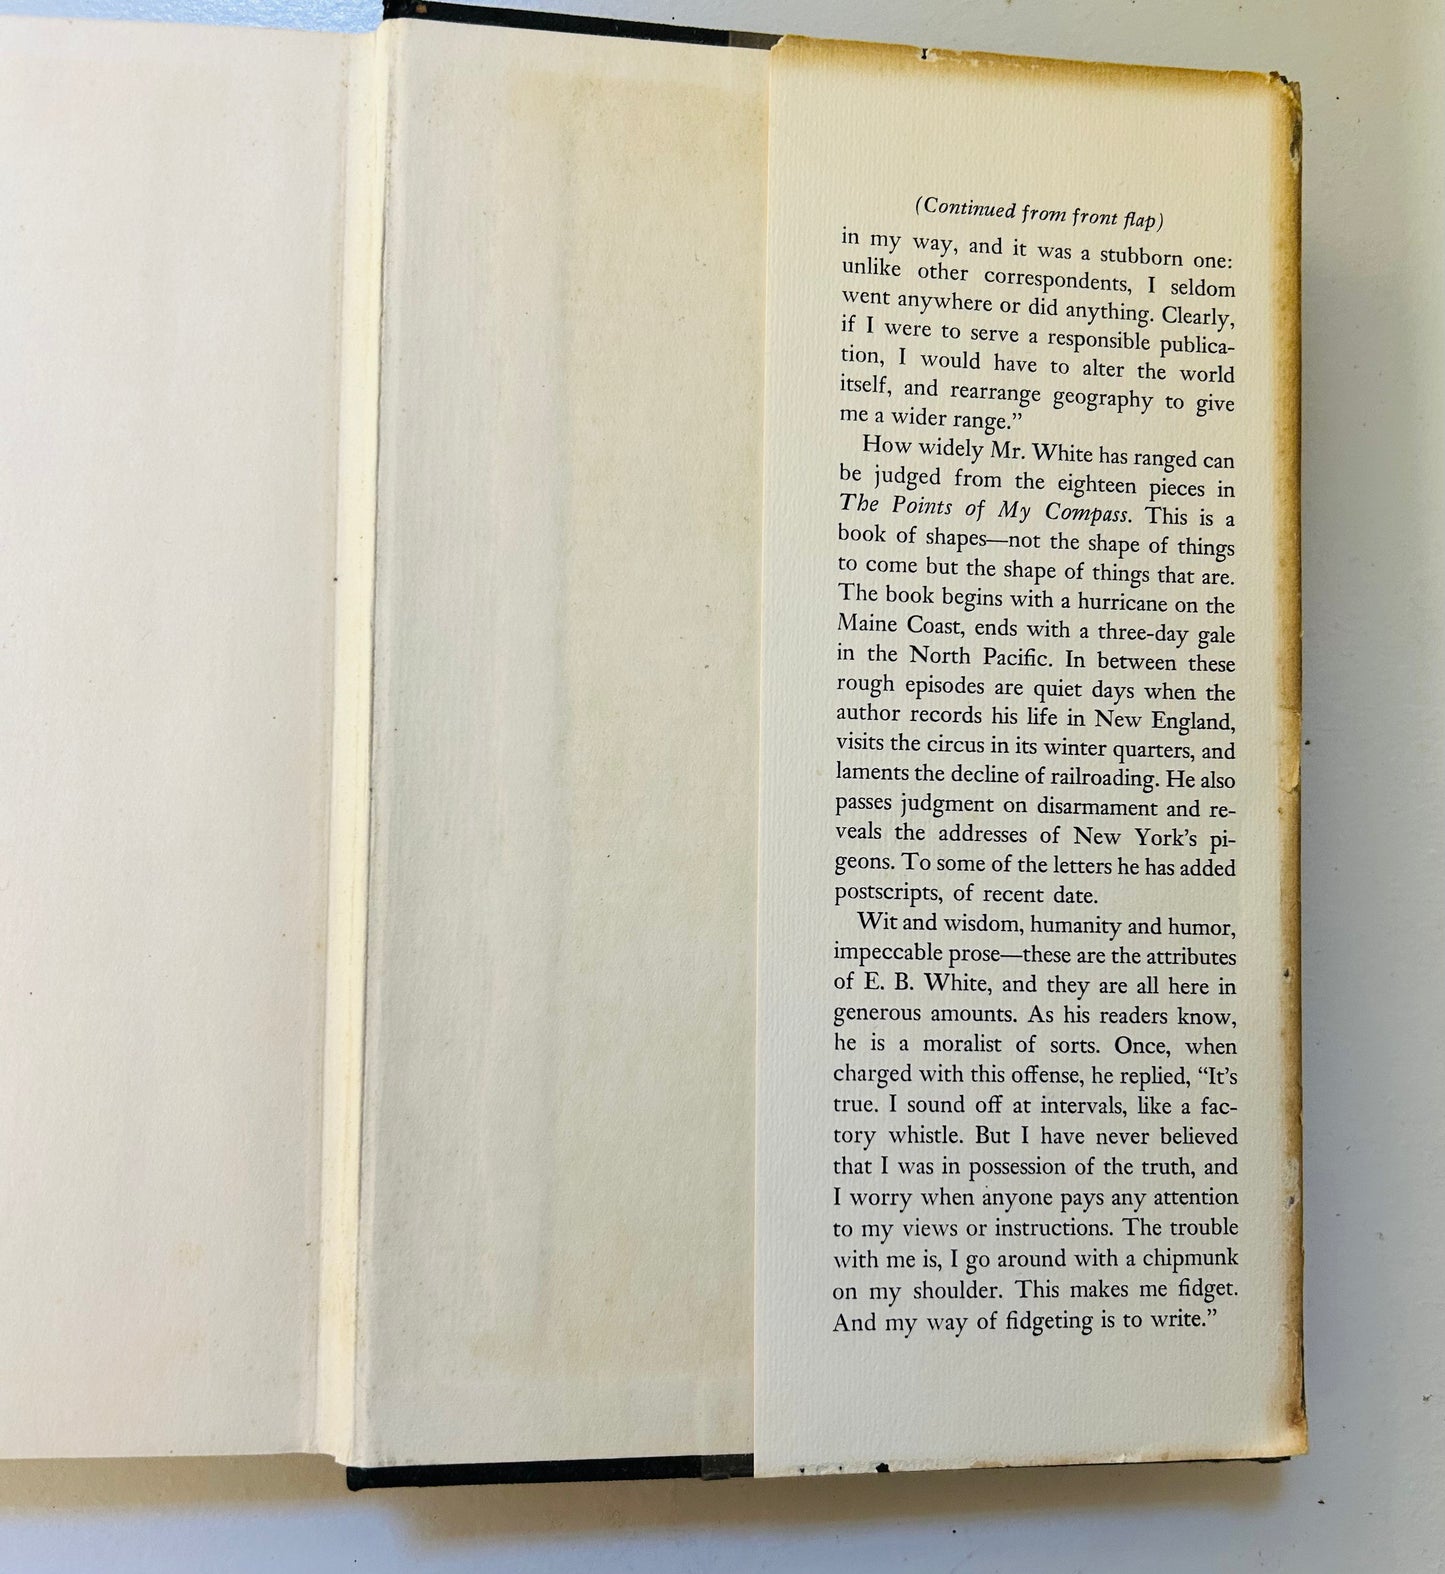 (Continued from front flap)
in my way, and it was a stubborn one:
unlike other correspondents, I seldom
went anywhere or did anything. Clearly,
if I were to serve a responsible publica-
tion, I would have to alter the world
itself, and rearrange geography to give
me a wider range.”
How widely Mr. White has ranged can
be judged from the eighteen pieces in
The Points of My Compass. This is a
book of shapes—not the shape of things
to come but the shape of things that are.
The book begins with a hurricane on the
Maine Coast, ends with a three-day gale
in the North Pacific. In between these
rough episodes are quiet days when the
author records his life in New England,
visits the circus in its winter quarters, and
laments the decline of railroading. He also
passes judgment on disarmament and re-
veals the addresses of New York’s pi-
geons. To some of the letters he has added
postscripts, of recent date.
Wit and wisdom, humanity and humor,
impeccable prose—these are the attributes
of E. B. White, and they are all here in
generous amounts. As his readers know,
he is a moralist of sorts. Once, when
charged with this offense, he replied, “It’s
true. I sound off at intervals, like a fac-
tory whistle. But I have never believed
that I was in possession of the truth, and
I worry when anyone pays any attention
to my views or instructions. The trouble
with me is, I go around with a chipmunk
on my shoulder. This makes me fidget.
And my way of fidgeting is to write.”